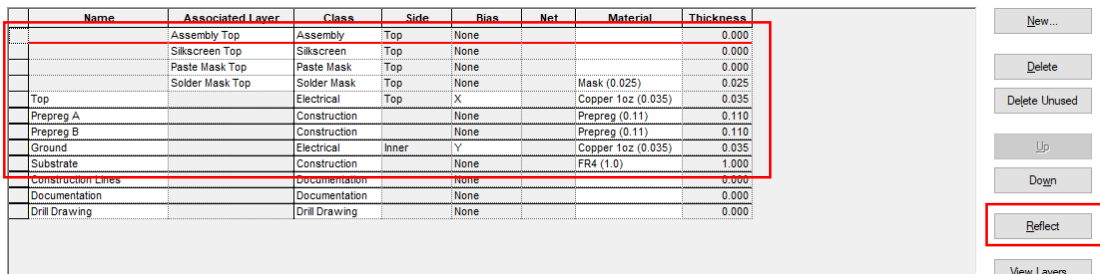 Name Associated Layer Class Side Bias Net Material Thickness
Assembly Top Assembly Top None 0.000
Silkscreen Top Silkscreen Top None 0.000
Paste Mask Top Paste Mask Top None 0.000
Solder Mask Top Solder Mask Top None Mask (0.025) 0.025
Top Electrical Top X Copper 1oz (0.035) 0.035
Prepreg A Construction None Prepreg (0.11) 0.110
Prepreg B Construction None Prepreg (0.11) 0.110
Ground Electrical Inner Y Copper 1oz (0.035) 0.035
Substrate Construction None FR4 (1.0) 1.000
Construction Lines Documentation None 0.000
Documentation Documentation None 0.000
Drill Drawing Drill Drawing None 0.000
New...
Delete
Delete Unused
Up
Down
Reflect
View Layers...